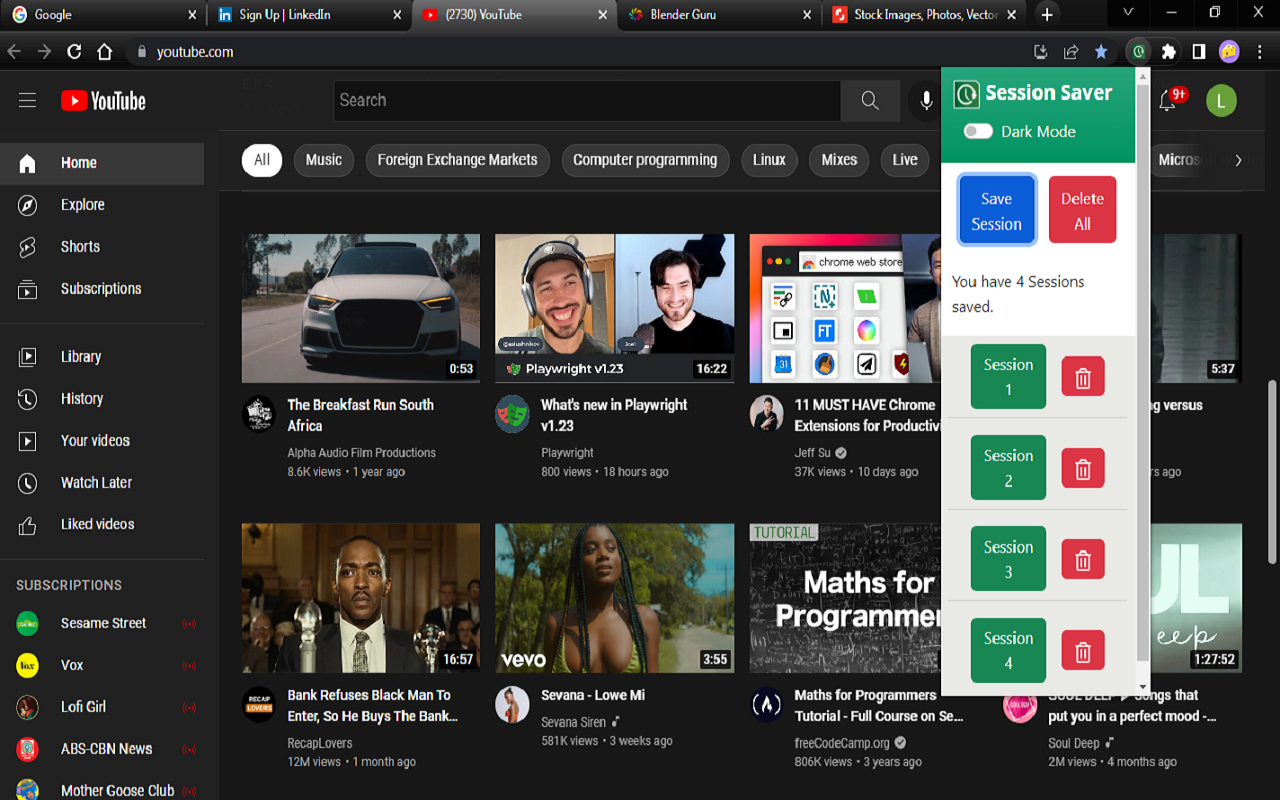 Google
Sign Up | LinkedIn
(2730) YouTube
Blender Guru
Stock Images, Photos, Vector
youtube.com
YouTube
Search
Session Saver
9+
L
Dark Mode
All
Music
Foreign Exchange Markets
Computer programming
Linux
Mixes
Live
Save
Session
Delete
All
You have 4 Sessions
saved.
Session
1
Session
2
Session
3
Session
4
Home
Explore
Shorts
Subscriptions
Library
History
Your videos
Watch Later
Liked videos
SUBSCRIPTIONS
Sesame Street
Vox
Lofi Girl
ABS-CBN News
Mother Goose Club
0:53
The Breakfast Run South
Africa
Alpha Audio Film Productions
8.6K views • 1 year ago
Joel
Playwright v1.23
16:22
What's new in Playwright
v1.23
Playwright
800 views • 18 hours ago
chrome web store
FT
31
11 MUST HAVE Chrome
Extensions for Productivi
Jeff Su
37K views • 10 days ago
5:37
versus
ago
16:57
RECAP
LOVERS
Bank Refuses Black Man To
Enter, So He Buys The Bank...
RecapLovers
12M views • 1 month ago
vevo
3:55
Sevana - Lowe Mi
Sevana Siren
581K views • 3 weeks ago
TUTORIAL
Maths for
Programmer
Maths for Programmers
Tutorial - Full Course on Se...
freeCodeCamp.org
806K views • 3 years ago
UL
eep
1:27:52
SOUL DEEP ► Songs that
put you in a perfect mood -...
Soul Deep
2M views • 4 months ago